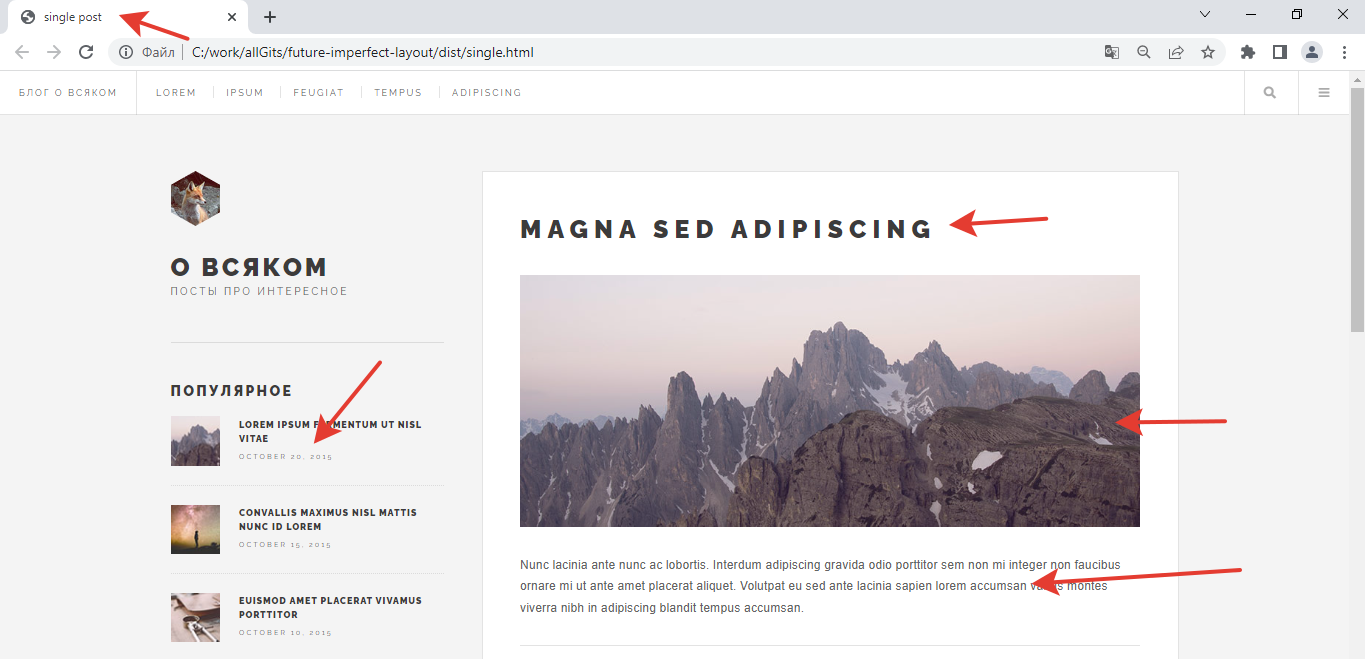 single post
Файл C:/work/allGits/future-imperfect-layout/dist/single.html
БЛОГ О ВСЯКОМ LOREM IPSUM FEUGIAT TEMPUS ADIPISCING
О ВСЯКОМ
ПОСТЫ ПРО ИНТЕРЕСНОЕ
ПОПУЛЯРНОЕ
LOREM IPSUM FERMENTUM UT NISL
VITAE
OCTOBER 20, 2015
CONVALLIS MAXIMUS NISL MATTIS
NUNC ID LOREM
OCTOBER 15, 2015
EUISMOD AMET PLACERAT VIVAMUS
PORTTITOR
OCTOBER 10, 2015
MAGNA SED ADIPISCING
Nunc lacinia ante nunc ac lobortis. Interdum adipiscing gravida odio porttitor sem non mi integer non faucibus
ornare mi ut ante amet placerat aliquet. Volutpat eu sed ante lacinia sapien lorem accumsan varius montes
viverra nibh in adipiscing blandit tempus accumsan.